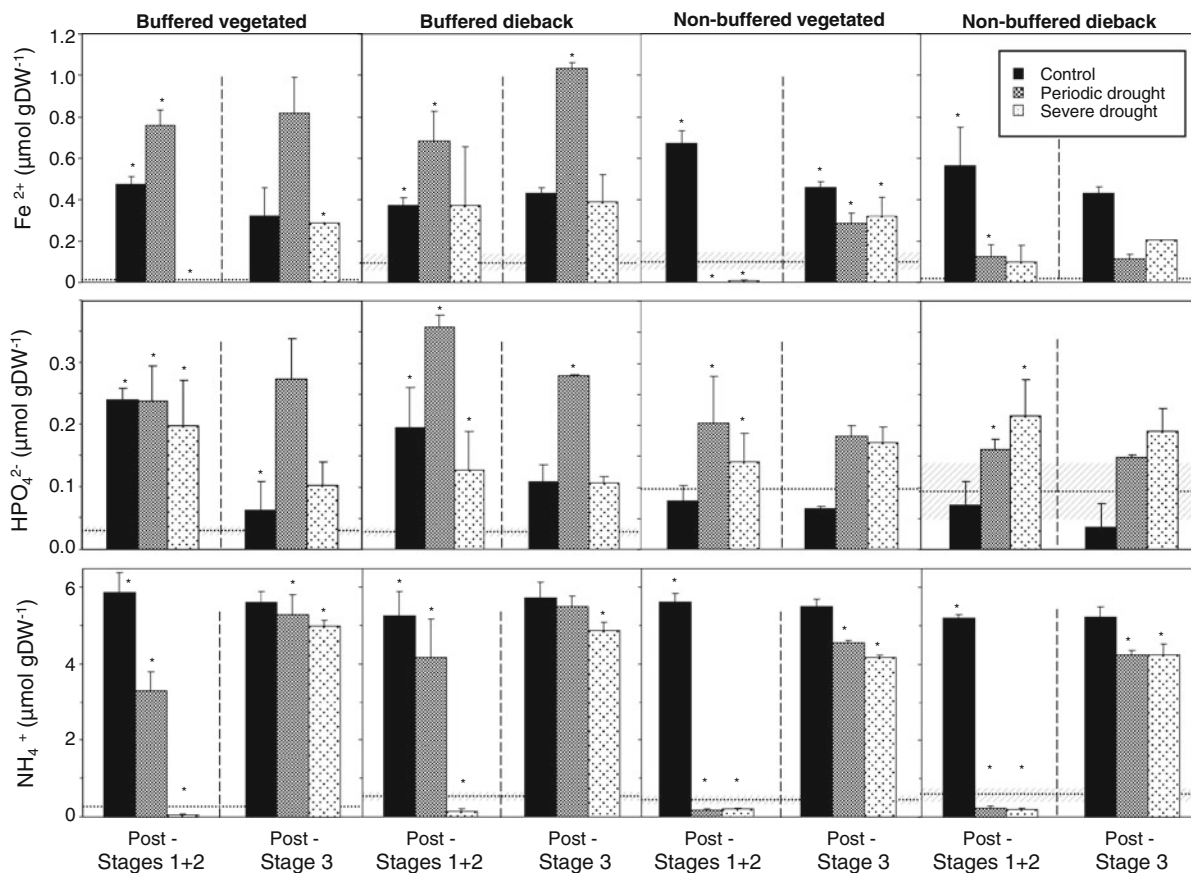 Buffered vegetated Buffered dieback Non-buffered vegetated Non-buffered dieback
Fe 2+ (µmol gDW-1)
1.2
1.0
0.8
0.6
0.4
0.2
0
* * * * * * * * * * * * * * *
Control
Periodic drought
Severe drought
HPO4 2- (µmol gDW-1)
0.3
0.2
0.1
0.0
* * * * * * * * * * * *
NH4 + (µmol gDW-1)
6
4
2
0
* * * * * * * * * * * * * * * * * * *
Post - Stages 1+2
Post - Stage 3
Post - Stages 1+2
Post - Stage 3
Post - Stages 1+2
Post - Stage 3
Post - Stages 1+2
Post - Stage 3